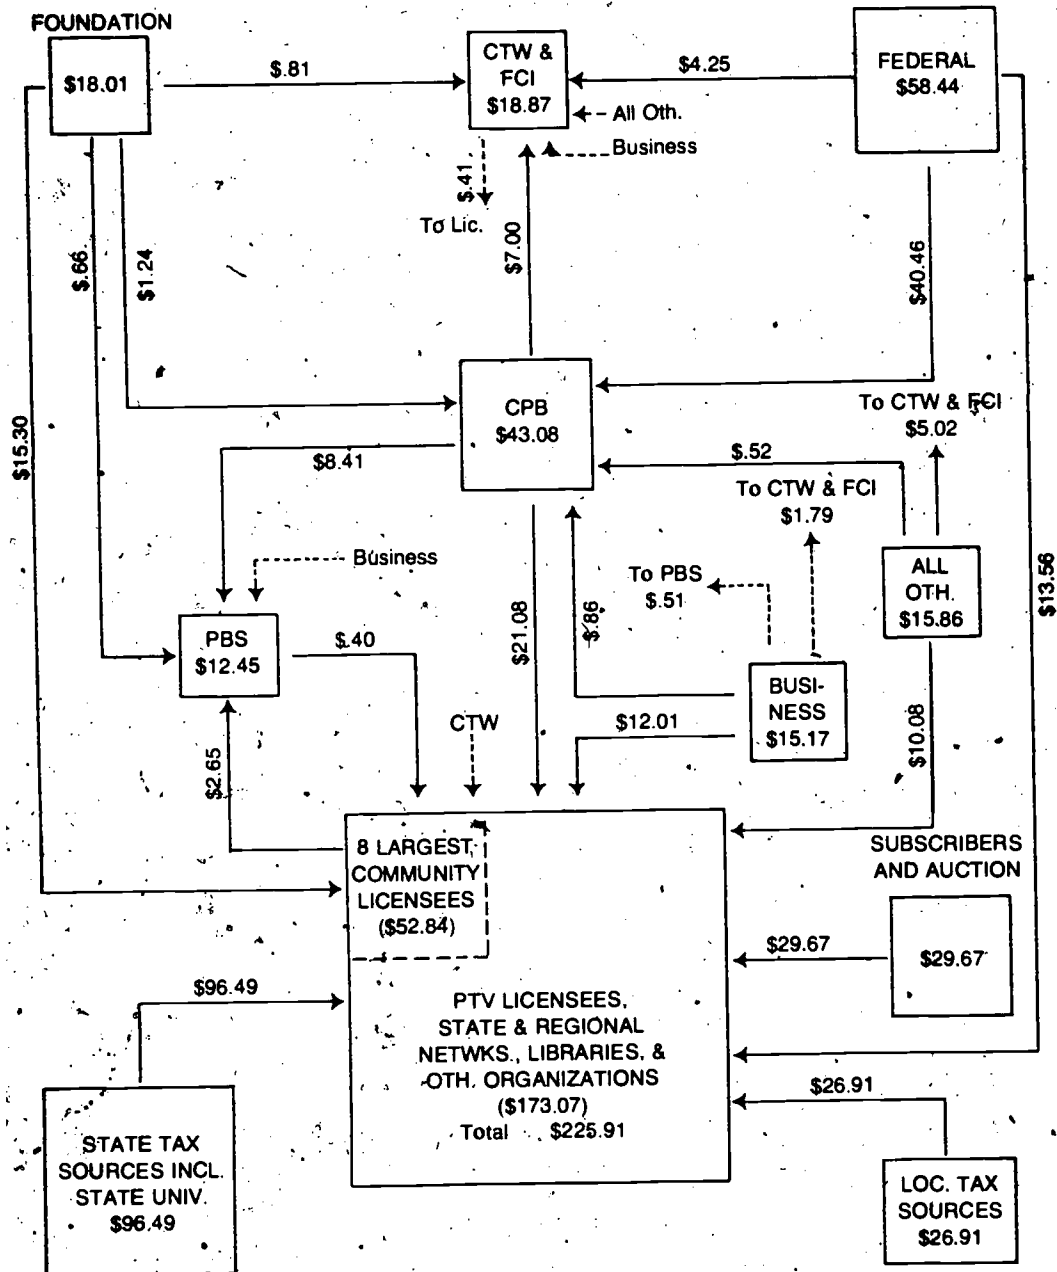 FOUNDATION
$18.01
$.81
CTW &
FCI
$18.87
$4.25
FEDERAL
$58.44
All Oth.
Business
$.41
To Lic.
$7.00
$.66
$1.24
$40.46
$15.30
CPB
$43.08
To CTW & FCI
$5.02
$8.41
$.52
To CTW & FCI
$1.79
Business
To PBS
$.51
ALL
OTH.
$15.86
$13.56
PBS
$12.45
$.40
$21.08
$.86
BUSI-
NESS
$15.17
$12.01
$10.08
CTW
$2.65
8 LARGEST
COMMUNITY
LICENSEES
($52.84)
SUBSCRIBERS
AND AUCTION
$29.67
$29.67
$96.49
PTV LICENSEES,
STATE & REGIONAL
NETWKS., LIBRARIES, &
OTH. ORGANIZATIONS
($173.07)
Total $225.91
$26.91
STATE TAX
SOURCES INCL.
STATE UNIV.
$96.49
LOC. TAX
SOURCES
$26.91